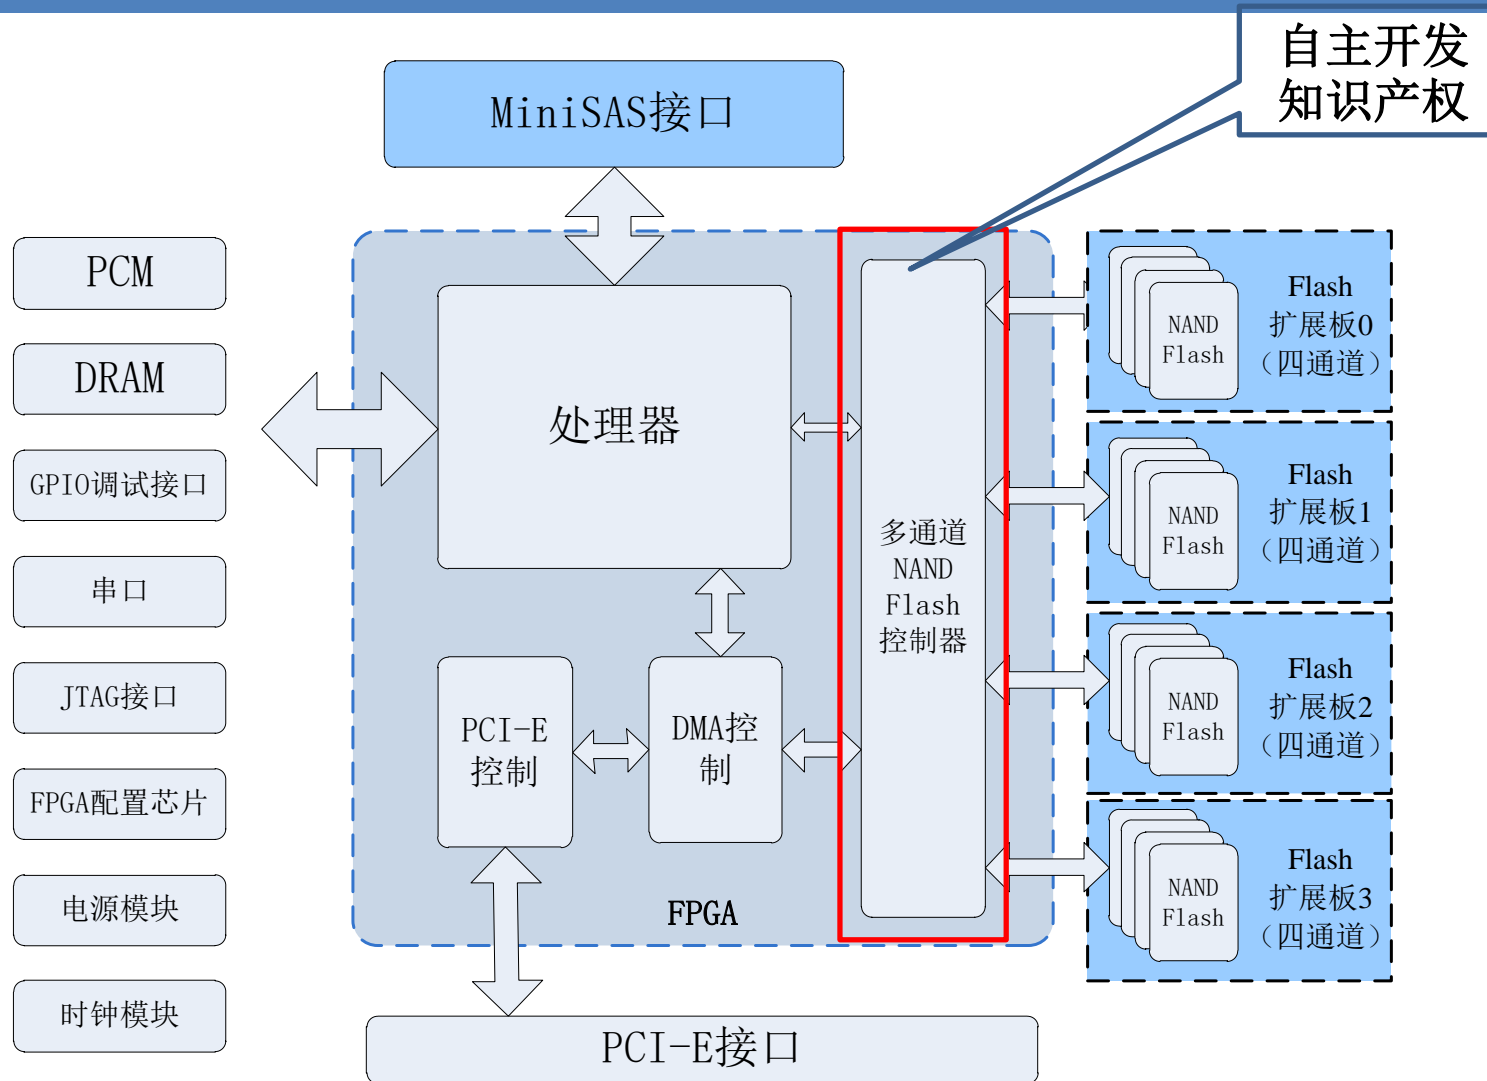 自主开发
知识产权
MiniSAS接口
PCM
DRAM
GPIO调试接口
串口
JTAG接口
FPGA配置芯片
电源模块
时钟模块
处理器
PCI-E
控制
DMA控
制
FPGA
多通道
NAND
Flash
控制器
NAND
Flash
Flash
扩展板0
（四通道）
NAND
Flash
Flash
扩展板1
（四通道）
NAND
Flash
Flash
扩展板2
（四通道）
NAND
Flash
Flash
扩展板3
（四通道）
PCI-E接口